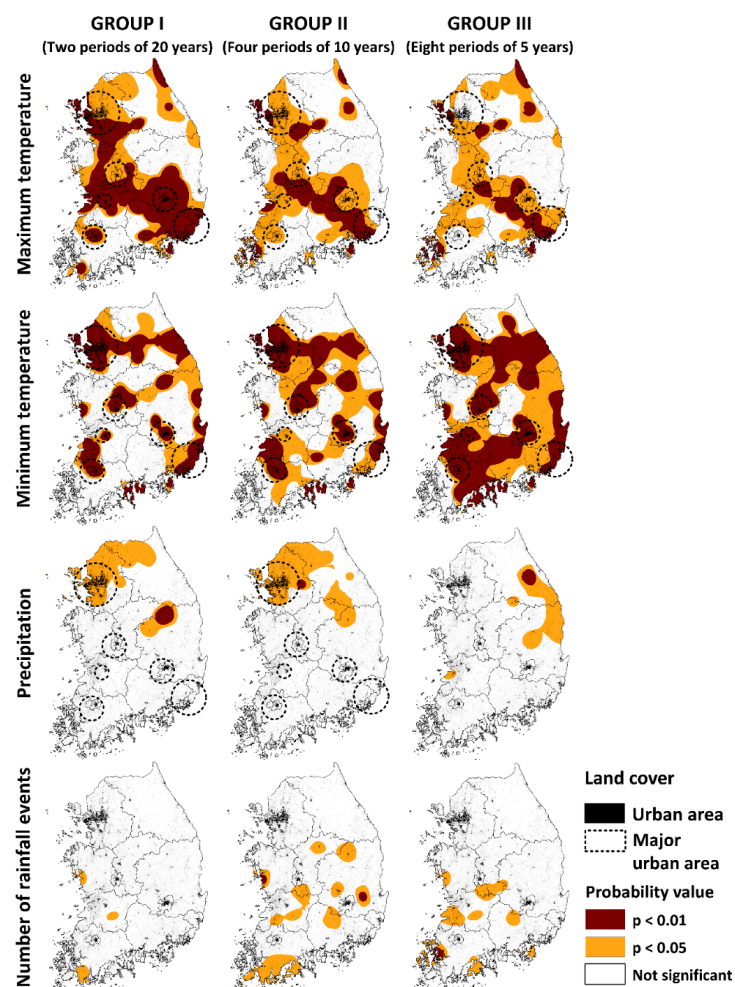 GROUP I
(Two periods of 20 years)
GROUP II
(Four periods of 10 years)
GROUP III
(Eight periods of 5 years)
Maximum temperature
Minimum temperature
Precipitation
Number of rainfall events
Land cover
Urban area
Major
urban area
Probability value
p < 0.01
p < 0.05
Not significant